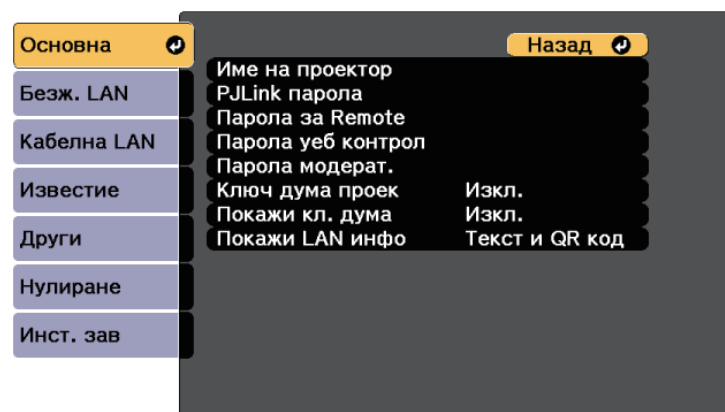 Основна
Безж. LAN
Кабелна LAN
Известие
Други
Нулиране
Инст. зав
Назад
Име на проектор
PJLink парола
Парола за Remote
Парола уеб контрол
Парола модерат.
Ключ дума проек Изкл.
Покажи кл. дума Изкл.
Покажи LAN инфо Текст и QR код